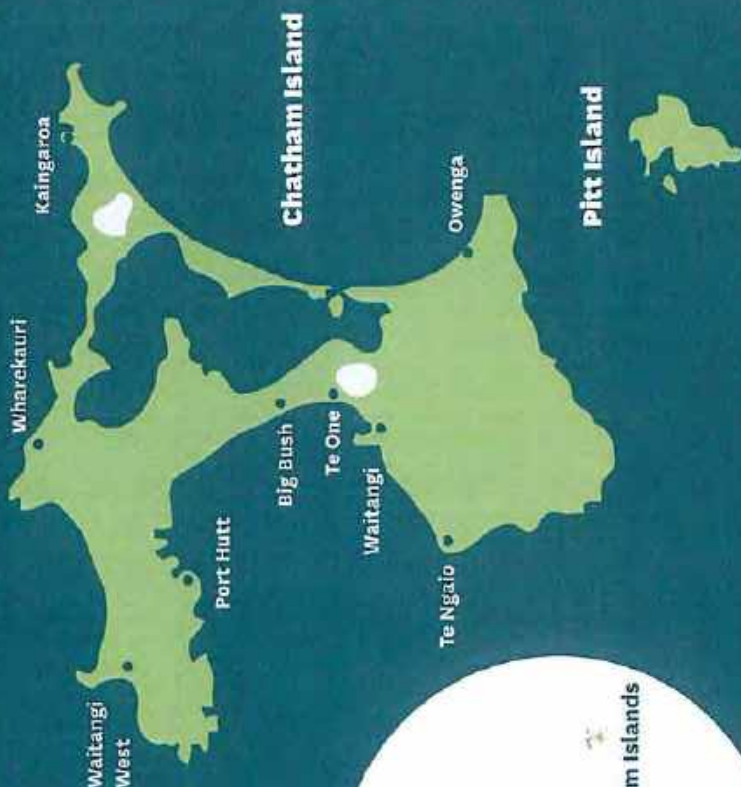 Wharekauri
Kaingaroa
Waitangi
West
Port Hutt
Big Bush
Chatham Island
Te One
Waitangi
Te Ngaio
Owenga
Pitt Island
m Islands